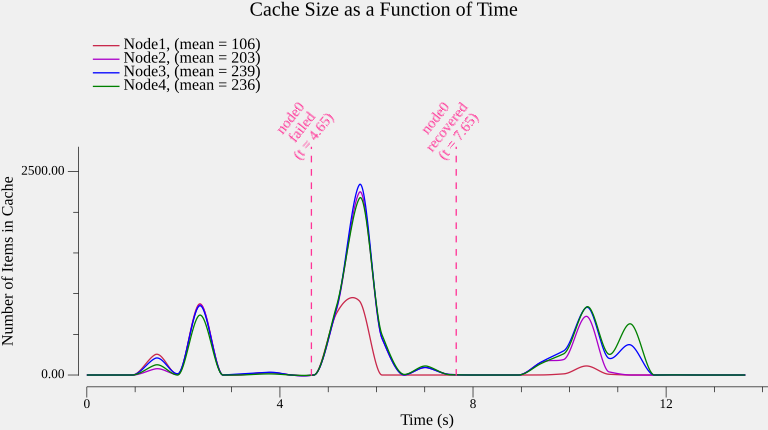 Cache Size as a Function of Time
Node1, (mean = 106)
Node2, (mean = 203)
Node3, (mean = 239)
Node4, (mean = 236)
node0
failed
(t = 4.65)
node0
recovered
(t = 7.65)
2500.00
0.00
Number of Items in Cache
0
4
8
12
Time (s)